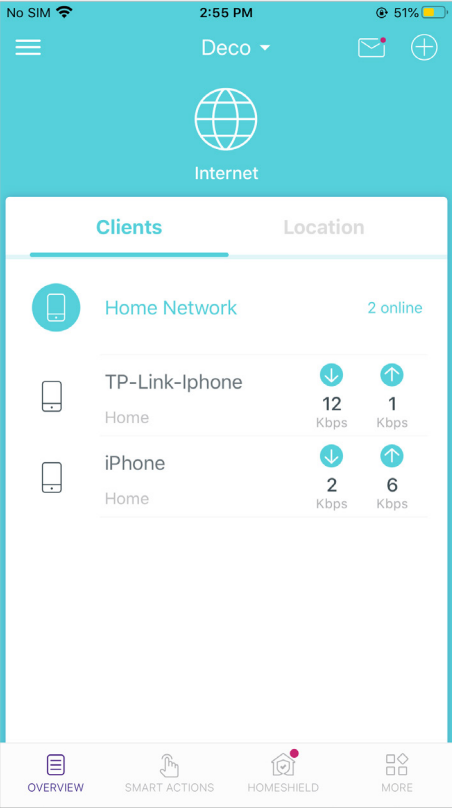 No SIM 2:55 PM 51%
Deco
Internet
Clients Location
Home Network 2 online
TP-Link-Iphone
12 1
Home Kbps Kbps
iPhone
2 6
Home Kbps Kbps
OVERVIEW SMART ACTIONS HOMESHIELD MORE